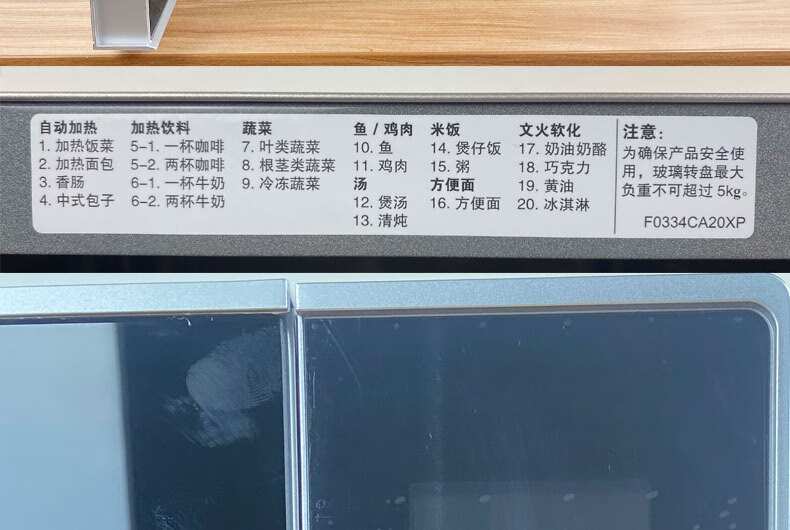 自动加热
1. 加热饭菜
2. 加热面包
3. 香肠
4. 中式包子
加热饮料
5-1. 一杯咖啡
5-2. 两杯咖啡
6-1. 一杯牛奶
6-2. 两杯牛奶
蔬菜
7. 叶类蔬菜
8. 根茎类蔬菜
9. 冷冻蔬菜
鱼 / 鸡肉
10. 鱼
11. 鸡肉
汤
12. 煲汤
13. 清炖
米饭
14. 煲仔饭
15. 粥
方便面
16. 方便面
文火软化
17. 奶油奶酪
18. 巧克力
19. 黄油
20. 冰淇淋
注意：
为确保产品安全使
用，玻璃转盘最大
负重不可超过 5kg。
F0334CA20XP